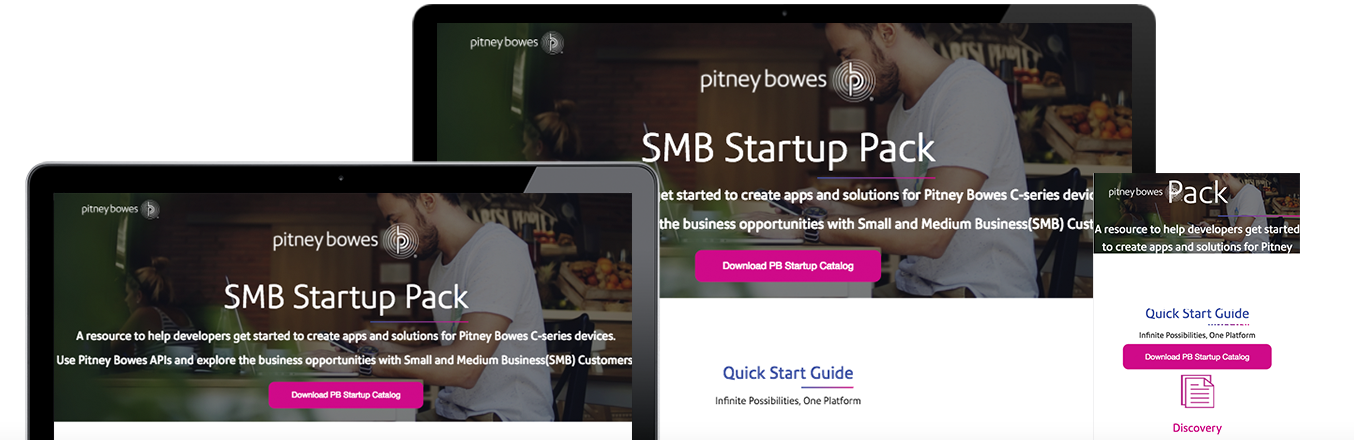 pitney bowes
pitney bowes
SMB Startup Pack
get started to create apps and solutions for Pitney Bowes C-series devic
the business opportunities with Small and Medium Business(SMB) Cust
Download PB Startup Catalog
Quick Start Guide
Infinite Possibilities, One Platform
pitney bowes
pitney bowes
SMB Startup Pack
A resource to help developers get started to create apps and solutions for Pitney Bowes C-series devices.
Use Pitney Bowes APIs and explore the business opportunities with Small and Medium Business(SMB) Customers
Download PB Startup Catalog
pitney bowes
Pack
A resource to help developers get started
to create apps and solutions for Pitney
Quick Start Guide
Infinite Possibilities, One Platform
Download PB Startup Catalog
Discovery